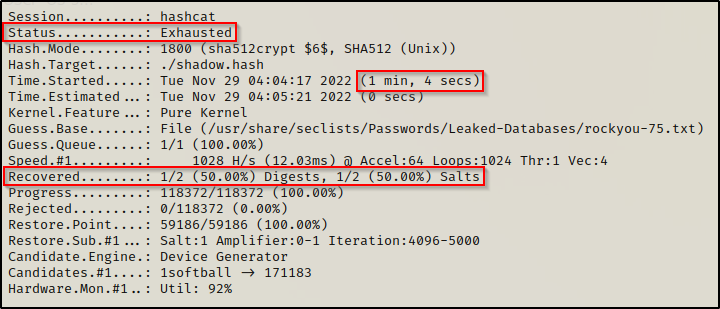 Session..........: hashcat
Status...........: Exhausted
Hash.Mode........: 1800 (sha512crypt $6$, SHA512 (Unix))
Hash.Target......: ./shadow.hash
Time.Started.....: Tue Nov 29 04:04:17 2022 (1 min, 4 secs)
Time.Estimated...: Tue Nov 29 04:05:21 2022 (0 secs)
Kernel.Feature...: Pure Kernel
Guess.Base.......: File (/usr/share/seclists/Passwords/Leaked-Databases/rockyou-75.txt)
Guess.Queue......: 1/1 (100.00%)
Speed.#1.........:     1028 H/s (12.03ms) @ Accel:64 Loops:1024 Thr:1 Vec:4
Recovered........: 1/2 (50.00%) Digests, 1/2 (50.00%) Salts
Progress.........: 118372/118372 (100.00%)
Rejected.........: 0/118372 (0.00%)
Restore.Point....: 59186/59186 (100.00%)
Restore.Sub.#1...: Salt:1 Amplifier:0-1 Iteration:4096-5000
Candidate.Engine.: Device Generator
Candidates.#1....: 1softball -> 171183
Hardware.Mon.#1..: Util: 92%